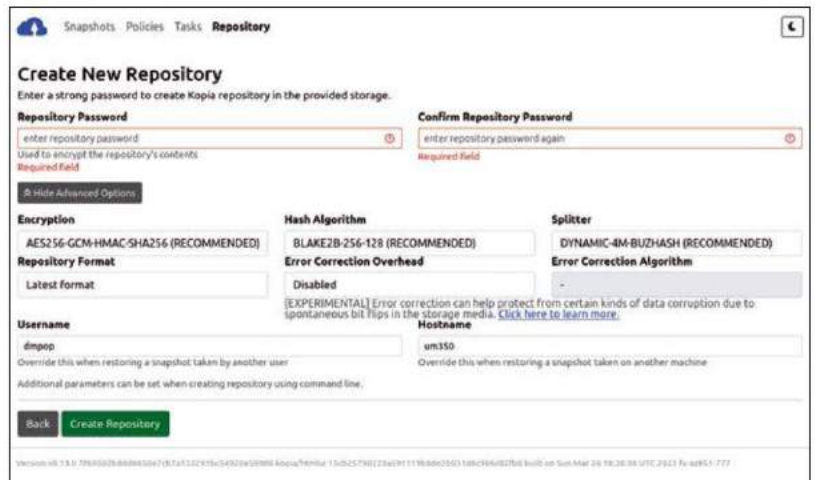 Snapshots Policies Tasks Repository
Create New Repository
Enter a strong password to create Kopia repository in the provided storage.
Repository Password
Confirm Repository Password
enter repository password
enter repository password again
Used to encrypt the repository's contents
Required field
Required field
Hide Advanced Options
Encryption
Hash Algorithm
Splitter
AES256-GCM-HMAC-SHA256 (RECOMMENDED)
BLAKE2B-256-128 (RECOMMENDED)
DYNAMIC-4M-BUZHASH (RECOMMENDED)
Repository Format
Error Correction Overhead
Error Correction Algorithm
Latest format
Disabled
-
[EXPERIMENTAL] Error correction can help protect from certain kinds of data corruption due to
spontaneous bit flips in the storage media. Click here to learn more.
Username
Hostname
dmpop
um350
Override this when restoring a snapshot taken by another user
Override this when restoring a snapshot taken on another machine
Additional parameters can be set when creating repository using command line.
Back
Create Repository
built on Sun Mar
UTC 2023